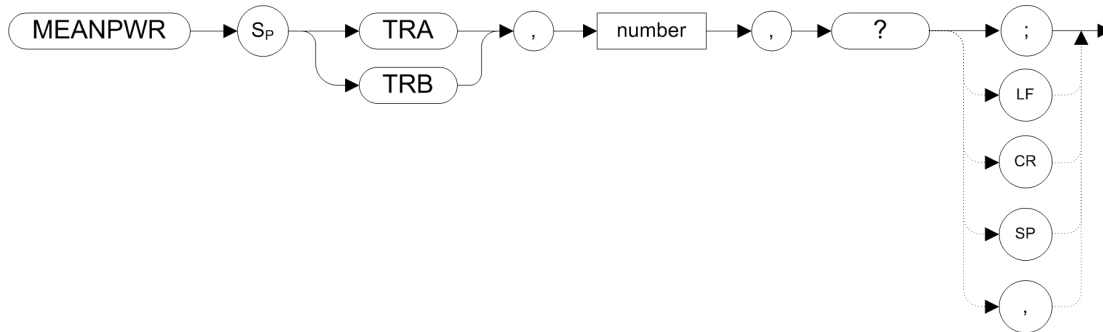 MEANPWR SP TRA , number , ? ;
TRB
LF
CR
SP
,